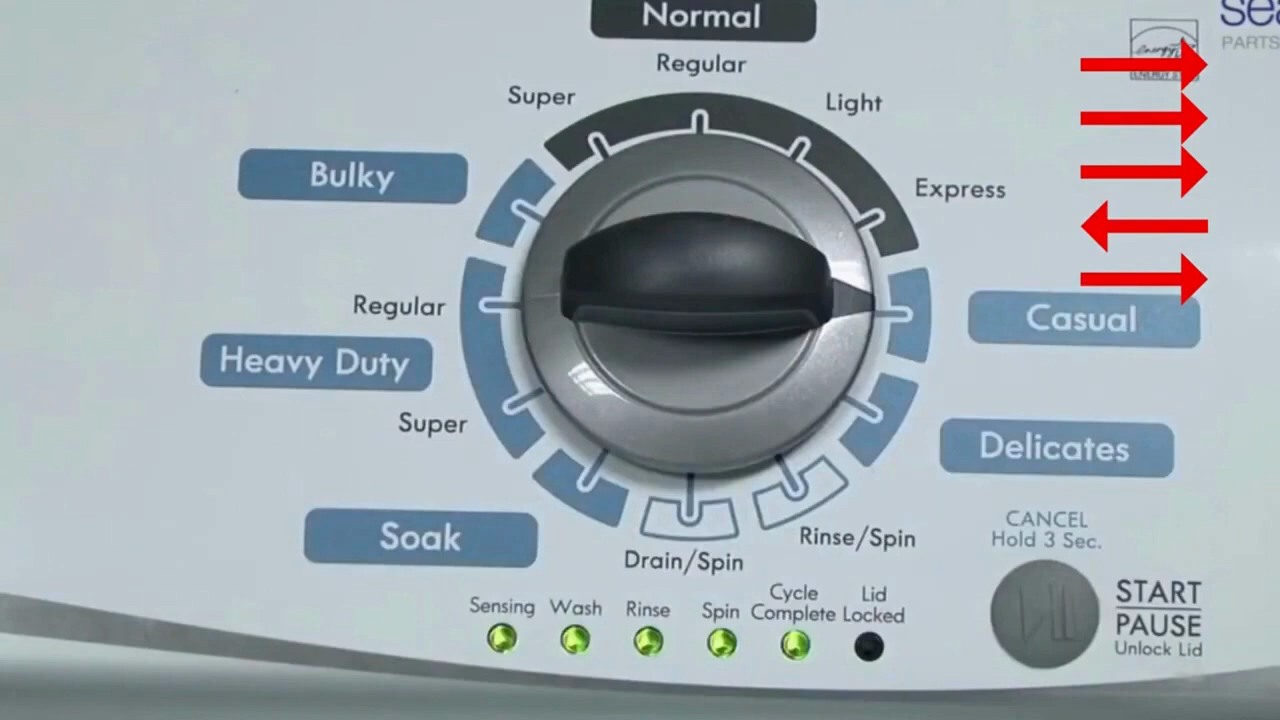 Normal
Regular
Super
Light
PARTS
Bulky
Express
Regular
Casual
Heavy Duty
Super
Delicates
Soak
Rinse/Spin
Drain/Spin
CANCEL
Hold 3 Sec.
Sensing
Wash
Rinse
Spin
Cycle
Complete
Lid
Locked
START
PAUSE
Unlock Lid